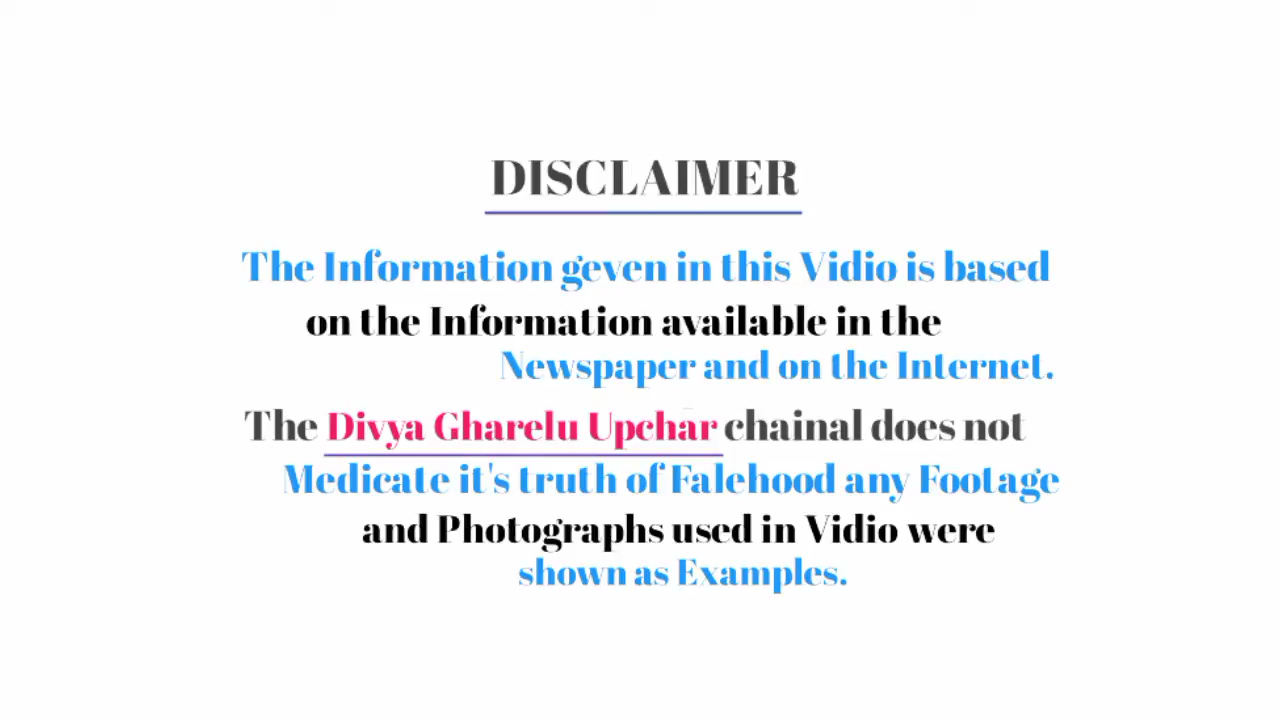 DISCLAIMER
The Information geven in this Vidio is based
on the Information available in the
Newspaper and on the Internet.
The Divya Gharelu Upchar chainal does not
Medicate it's truth of Falehood any Footage
and Photographs used in Vidio were
shown as Examples.